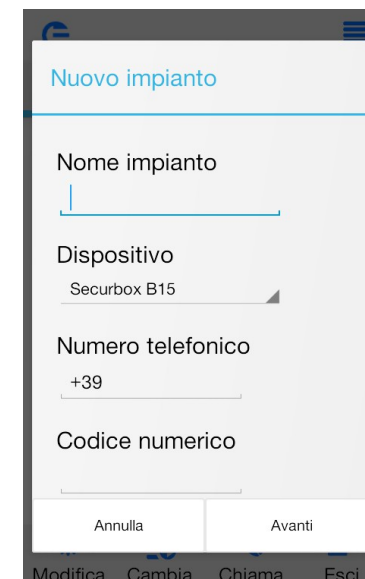 Nuovo impianto
Nome impianto
Dispositivo
Securbox B15
Numero telefonico
+39
Codice numerico
Annulla Avanti
Modifica Cambia Chiama Esci